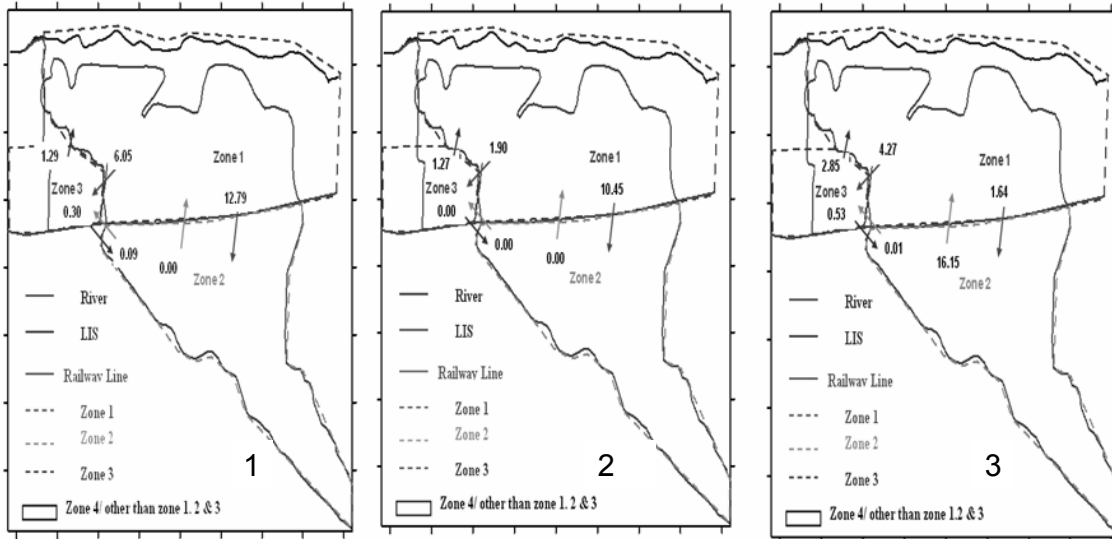 Zone 1
1.29
6.05
Zone 3
0.30
12.79
0.09
0.00
Zone 2
River
LIS
Railway Line
Zone 1
Zone 2
Zone 3
1
Zone 4/ other than zone 1. 2 & 3
Zone 1
1.27
1.90
Zone 3
0.00
10.45
0.00
0.00
Zone 2
River
LIS
Railway Line
Zone 1
Zone 2
Zone 3
2
Zone 4/ other than zone 1. 2 & 3
Zone 1
2.85
4.27
Zone 3
0.53
1.64
0.01
16.15
Zone 2
River
LIS
Railway Line
Zone 1
Zone 2
Zone 3
3
Zone 4/ other than zone 1.2 & 3